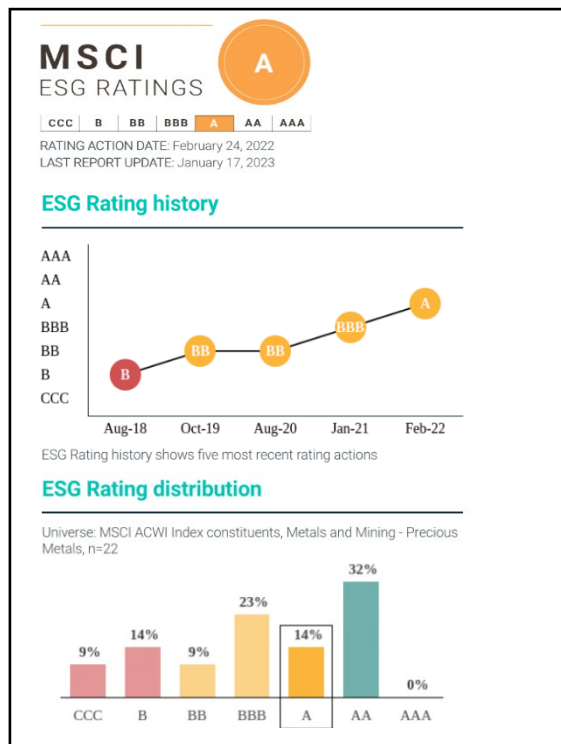 MSCI
ESG RATINGS
A
CCC B BB BBB A AA AAA
RATING ACTION DATE: February 24, 2022
LAST REPORT UPDATE: January 17, 2023
ESG Rating history
AAA
AA
A
BBB
BB
B
CCC
B BB BB BBB A
Aug-18 Oct-19 Aug-20 Jan-21 Feb-22
ESG Rating history shows five most recent rating actions
ESG Rating distribution
Universe: MSCI ACWI Index constituents, Metals and Mining - Precious
Metals, n=22
9% 14% 9% 23% 14% 32% 0%
CCC B BB BBB A AA AAA